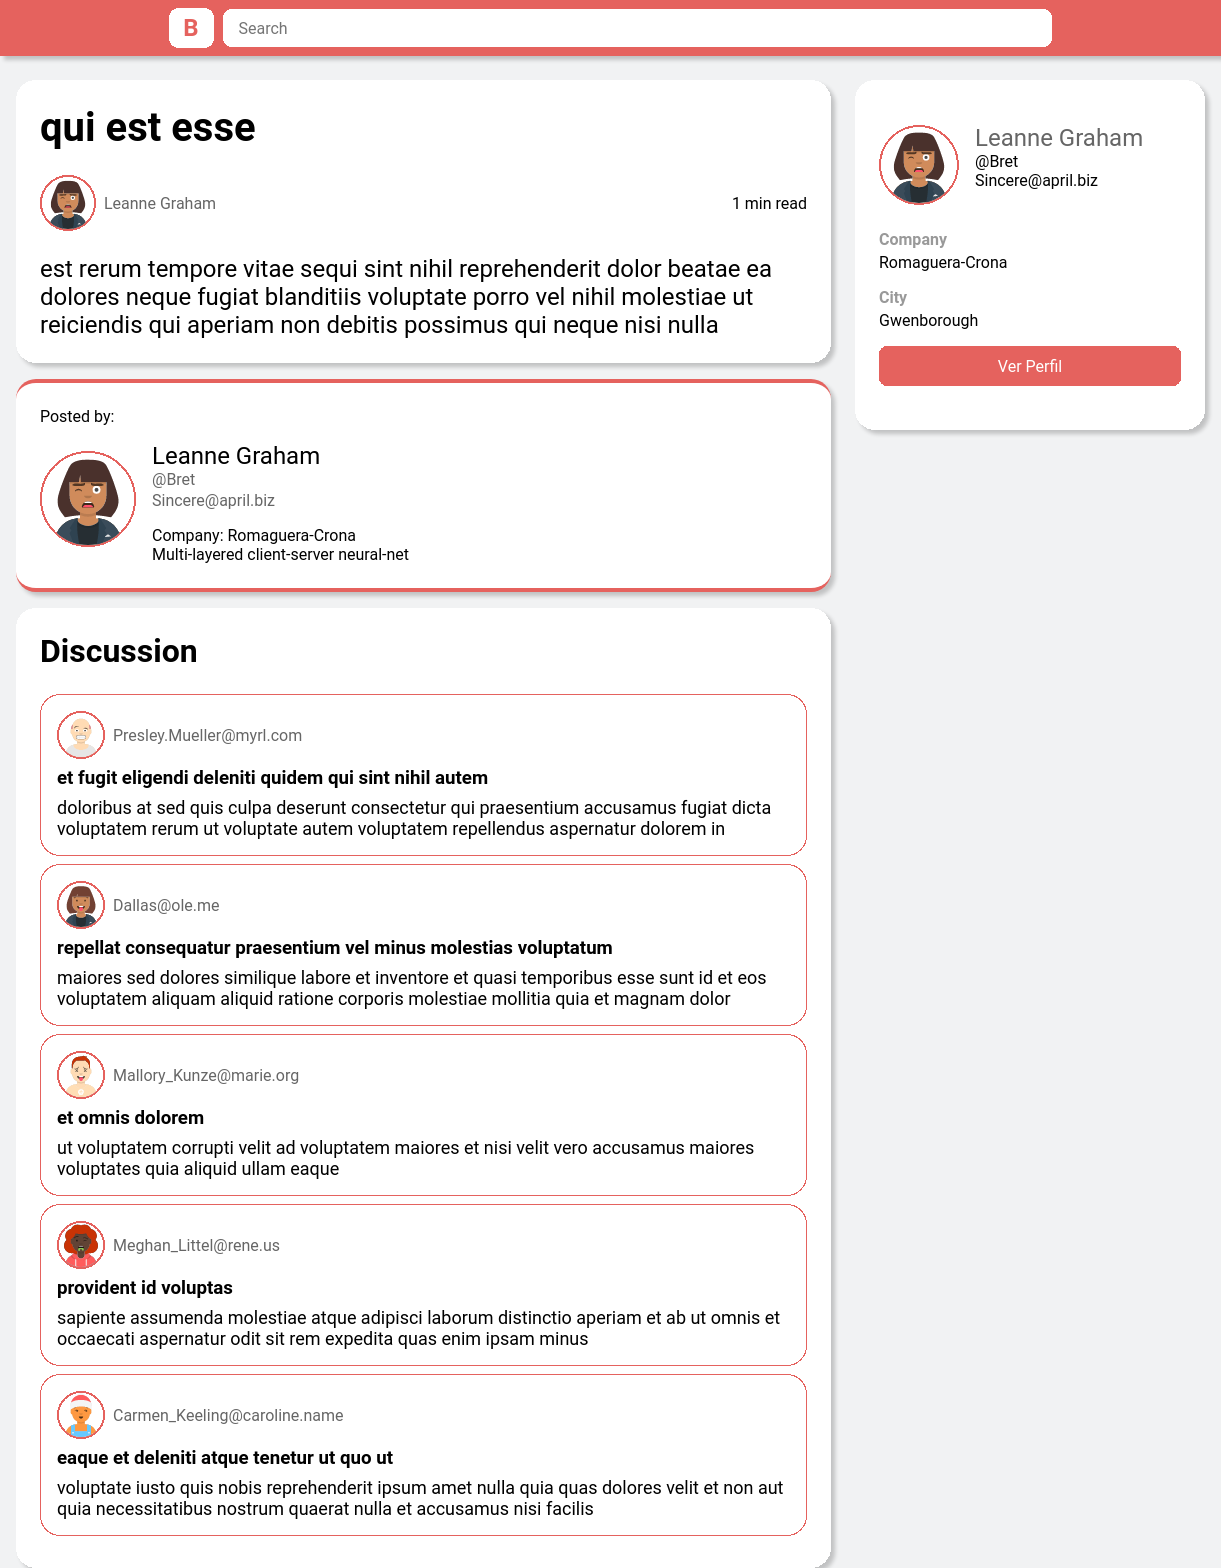 B
Search
qui est esse
Leanne Graham
1 min read
est rerum tempore vitae sequi sint nihil reprehenderit dolor beatae ea
dolores neque fugiat blanditiis voluptate porro vel nihil molestiae ut
reiciendis qui aperiam non debitis possimus qui neque nisi nulla
Posted by:
Leanne Graham
@Bret
Sincere@april.biz
Company: Romaguera-Crona
Multi-layered client-server neural-net
Discussion
Presley.Mueller@myrl.com
et fugit eligendi deleniti quidem qui sint nihil autem
doloribus at sed quis culpa deserunt consectetur qui praesentium accusamus fugiat dicta
voluptatem rerum ut voluptate autem voluptatem repellendus aspernatur dolorem in
Dallas@ole.me
repellat consequatur praesentium vel minus molestias voluptatum
maiores sed dolores similique labore et inventore et quasi temporibus esse sunt id et eos
voluptatem aliquam aliquid ratione corporis molestiae mollitia quia et magnam dolor
Mallory_Kunze@marie.org
et omnis dolorem
ut voluptatem corrupti velit ad voluptatem maiores et nisi velit vero accusamus maiores
voluptates quia aliquid ullam eaque
Meghan_Littel@rene.us
provident id voluptas
sapiente assumenda molestiae atque adipisci laborum distinctio aperiam et ab ut omnis et
occaecati aspernatur odit sit rem expedita quas enim ipsam minus
Carmen_Keeling@caroline.name
eaque et deleniti atque tenetur ut quo ut
voluptate iusto quis nobis reprehenderit ipsum amet nulla quia quas dolores velit et non aut
quia necessitatibus nostrum quaerat nulla et accusamus nisi facilis
Leanne Graham
@Bret
Sincere@april.biz
Company
Romaguera-Crona
City
Gwenborough
Ver Perfil